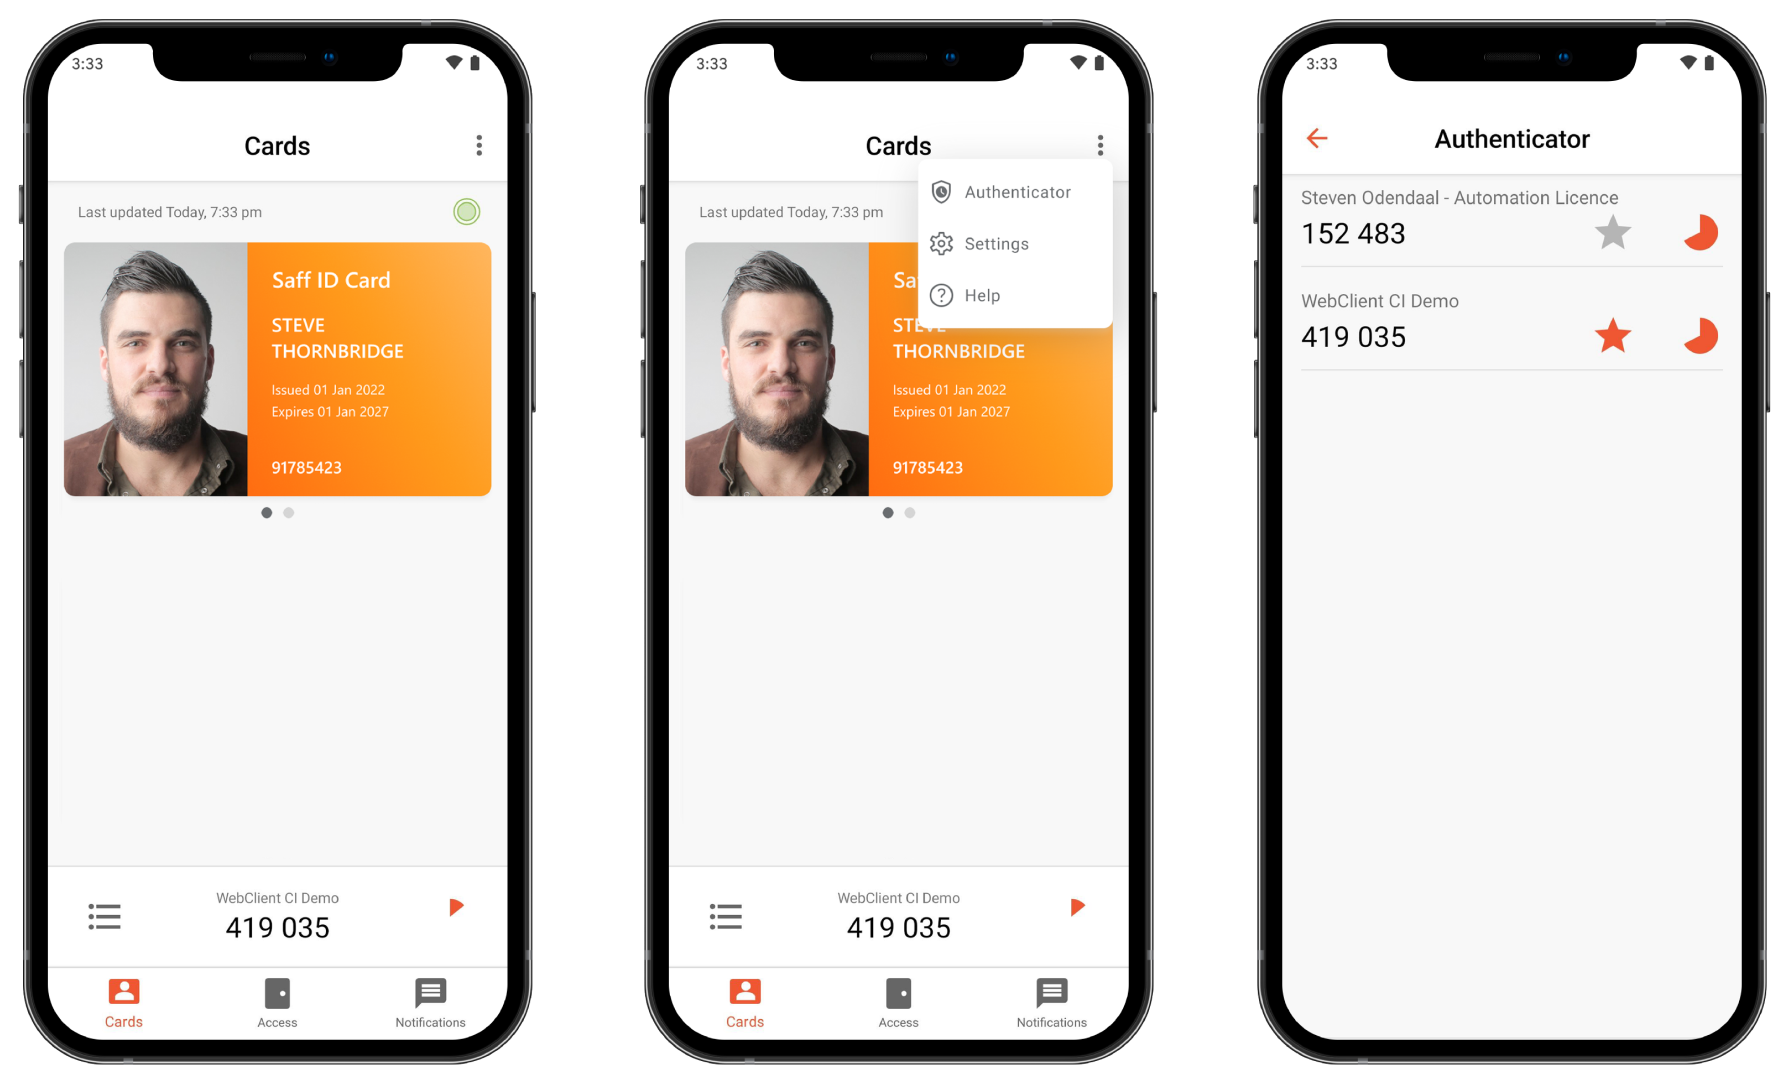 3:33
Cards
Last updated Today, 7:33 pm
Saff ID Card
STEVE
THORNBRIDGE
Issued 01 Jan 2022
Expires 01 Jan 2027
91785423
WebClient CI Demo
419 035
Cards
Access
Notifications
3:33
Cards
Authenticator
Settings
Help
Last updated Today, 7:33 pm
Sa
STEVE
THORNBRIDGE
Issued 01 Jan 2022
Expires 01 Jan 2027
91785423
WebClient CI Demo
419 035
Cards
Access
Notifications
3:33
Authenticator
Steven Odendaal - Automation Licence
152 483
WebClient CI Demo
419 035